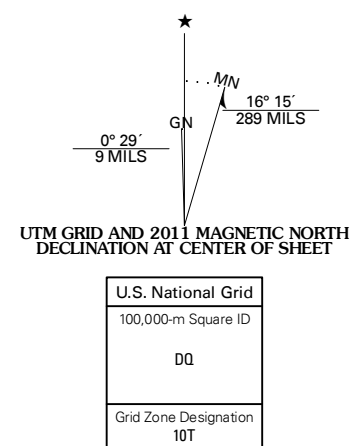 ★
MN
GN
16° 15´
289 MILS
0° 29´
9 MILS
UTM GRID AND 2011 MAGNETIC NORTH
DECLINATION AT CENTER OF SHEET
U.S. National Grid
100,000-m Square ID
DQ
Grid Zone Designation
10T